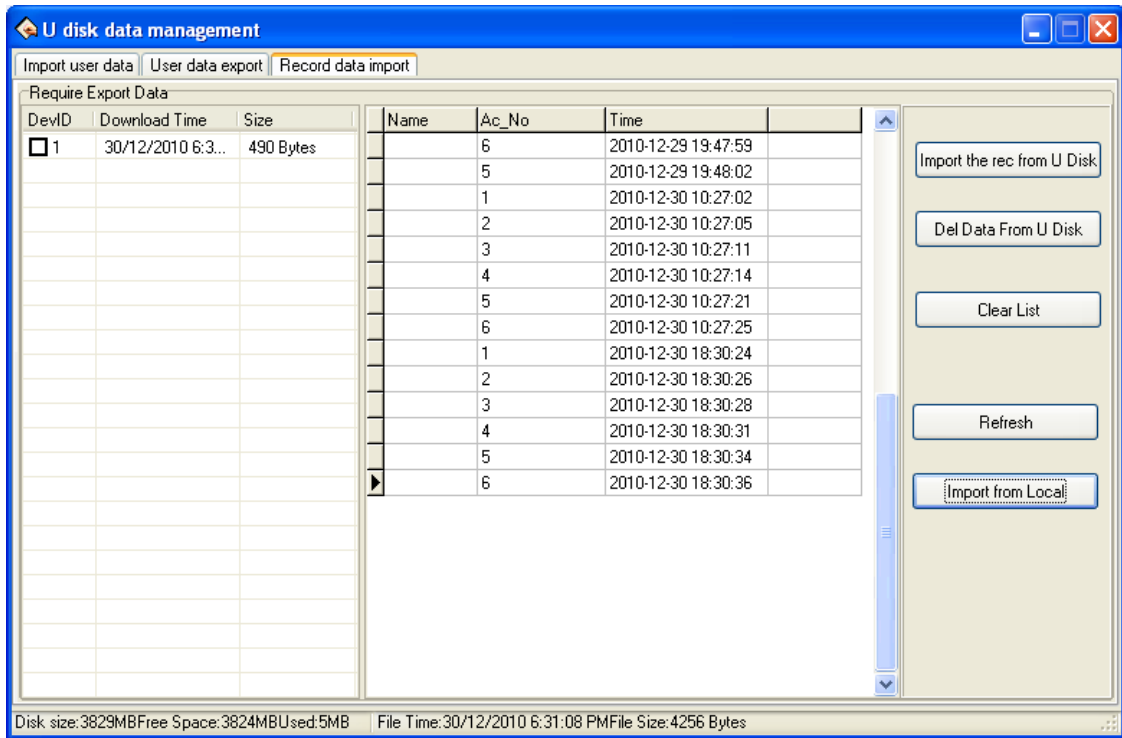 U disk data management
Import user data User data export Record data import
Require Export Data
DevID Download Time Size Name Ac_No Time
1 30/12/2010 6:3... 490 Bytes
6 2010-12-29 19:47:59
5 2010-12-29 19:48:02
1 2010-12-30 10:27:02
2 2010-12-30 10:27:05
3 2010-12-30 10:27:11
4 2010-12-30 10:27:14
5 2010-12-30 10:27:21
6 2010-12-30 10:27:25
1 2010-12-30 18:30:24
2 2010-12-30 18:30:26
3 2010-12-30 18:30:28
4 2010-12-30 18:30:31
5 2010-12-30 18:30:34
6 2010-12-30 18:30:36
Import the rec from U Disk
Del Data From U Disk
Clear List
Refresh
Import from Local
Disk size:3829MBFree Space:3824MBUsed:5MB File Time:30/12/2010 6:31:08 PMFile Size:4256 Bytes